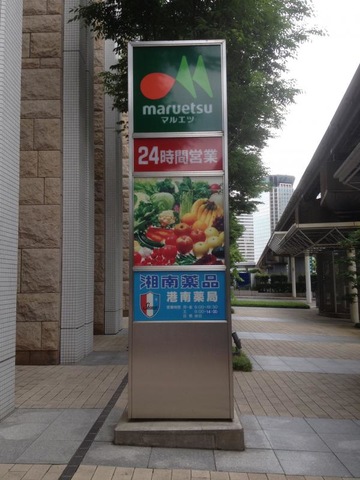 maruetsu
マルエツ
24時間営業
湘南薬品
港南薬局